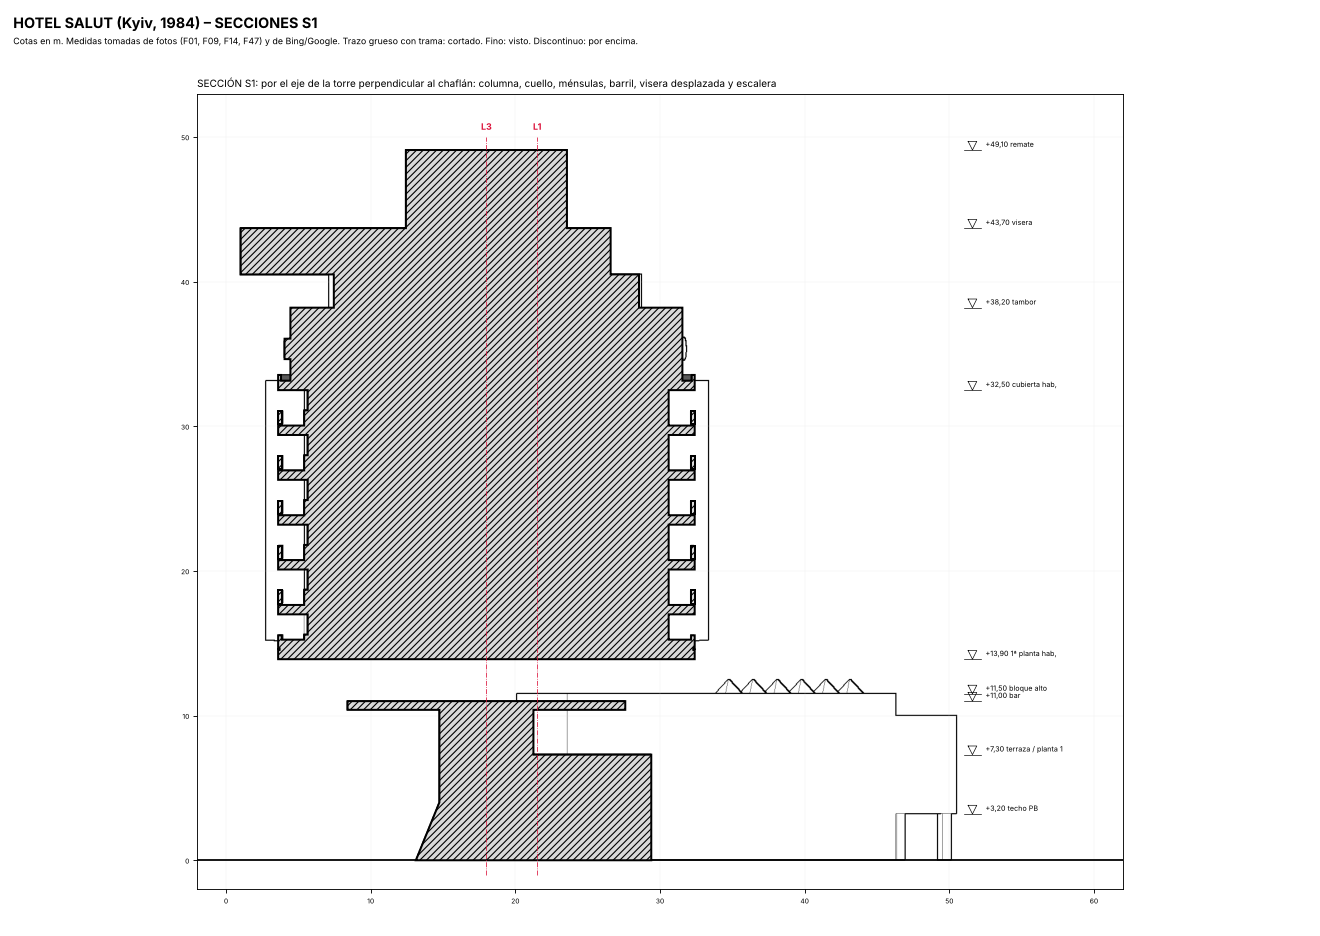 HOTEL SALUT (Kyiv, 1984) – SECCIONES S1
Cotas en m. Medidas tomadas de fotos (F01, F09, F14, F47) y de Bing/Google. Trazo grueso con trama: cortado. Fino: visto. Discontinuo: por encima.
SECCIÓN S1: por el eje de la torre perpendicular al chaflán: columna, cuello, ménsulas, barril, visera desplazada y escalera
L3 L1
50
+49,10 remate
+43,70 visera
40
+38,20 tambor
+32,50 cubierta hab,
30
20
+13,90 1ª planta hab,
+11,50 bloque alto
+11,00 bar
10
+7,30 terraza / planta 1
+3,20 techo PB
0
0 10 20 30 40 50 60